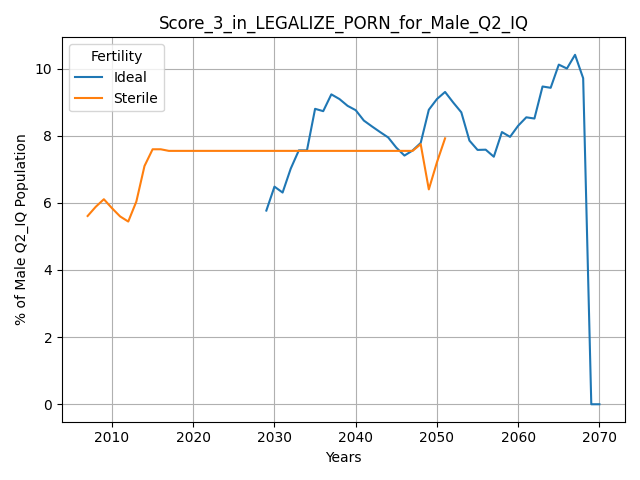 Score_3_in_LEGALIZE_PORN_for_Male_Q2_IQ
Fertility
Ideal
Sterile
% of Male Q2_IQ Population
10
8
6
4
2
0
2010 2020 2030 2040 2050 2060 2070
Years